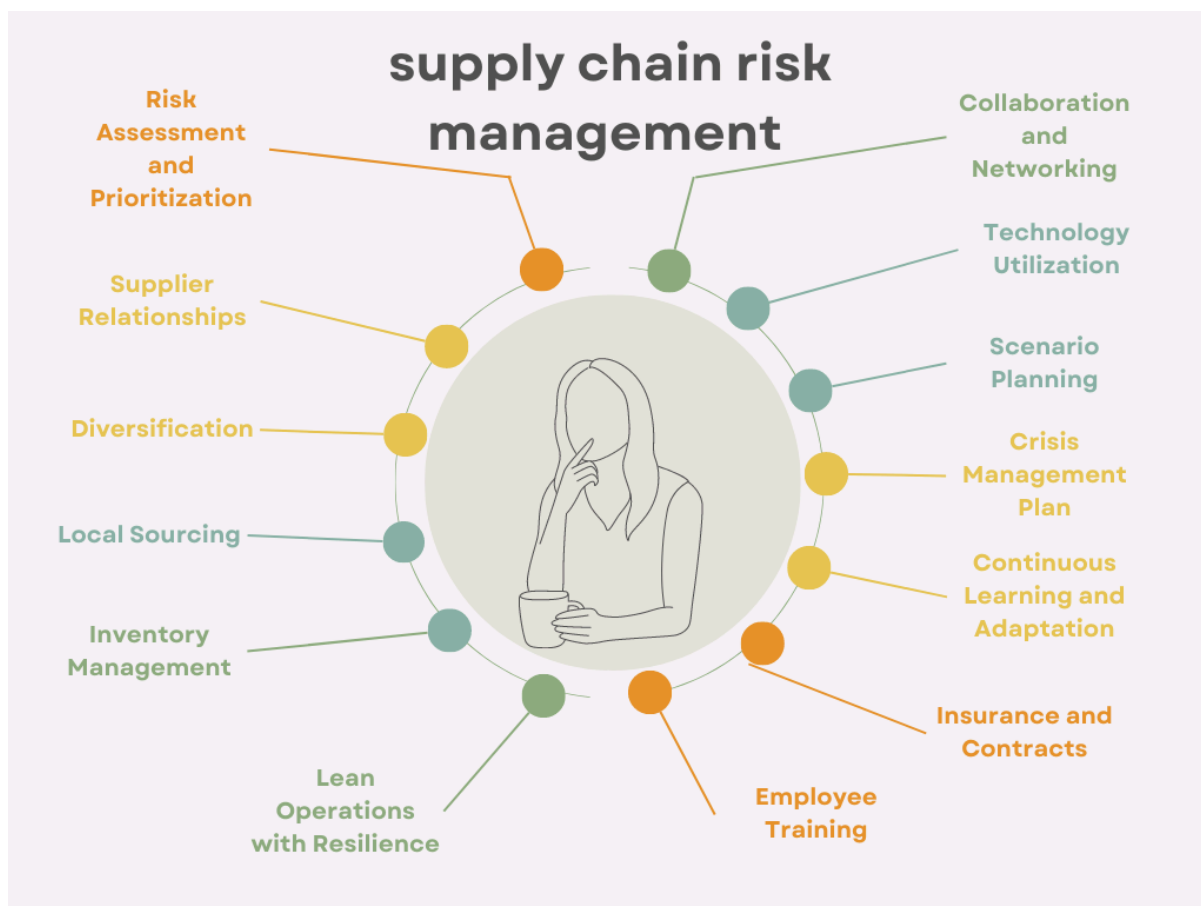 supply chain risk
management
Risk
Assessment
and
Prioritization
Supplier
Relationships
Diversification
Local Sourcing
Inventory
Management
Lean
Operations
with Resilience
Collaboration
and
Networking
Technology
Utilization
Scenario
Planning
Crisis
Management
Plan
Continuous
Learning and
Adaptation
Insurance and
Contracts
Employee
Training